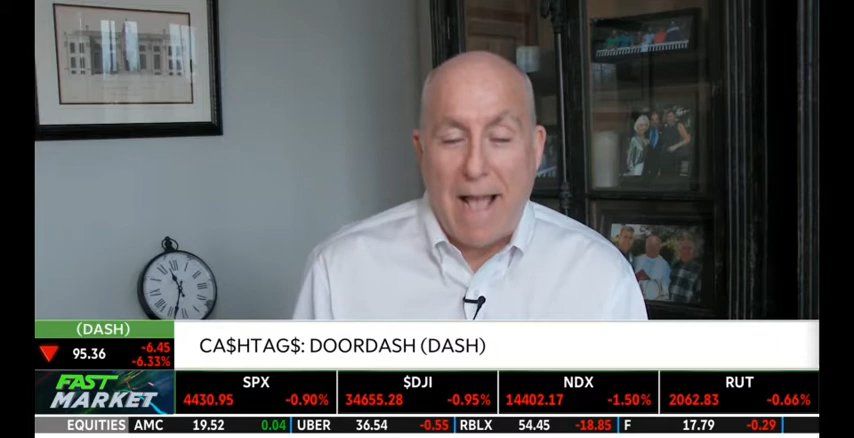 (DASH)
95.36
-6.45
-6.33%
CA$HTAG$: DOORDASH (DASH)
FAST
MARKET
SPX
4430.95 -0.90%
$DJI
34655.28 -0.95%
NDX
14402.17 -1.50%
RUT
2062.83 -0.66%
EQUITIES AMC 19.52 0.04 UBER 36.54 -0.55 RBLX 54.45 -18.85 F 17.79 -0.29